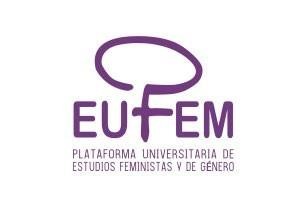 EUFEM
PLATAFORMA UNIVERSITARIA DE
ESTUDIOS FEMINISTAS Y DE GÉNERO